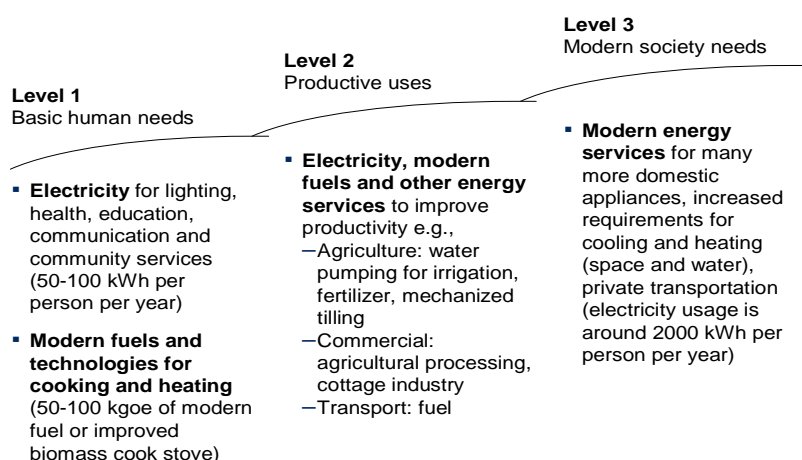 Level 1
Basic human needs
▪ Electricity for lighting,
health, education,
communication and
community services
(50-100 kWh per
person per year)
▪ Modern fuels and
technologies for
cooking and heating
(50-100 kgoe of modern
fuel or improved
biomass cook stove)
Level 2
Productive uses
▪ Electricity, modern
fuels and other energy
services to improve
productivity e.g.,
–Agriculture: water
pumping for irrigation,
fertilizer, mechanized
tilling
–Commercial:
agricultural processing,
cottage industry
–Transport: fuel
Level 3
Modern society needs
▪ Modern energy
services for many
more domestic
appliances, increased
requirements for
cooling and heating
(space and water),
private transportation
(electricity usage is
around 2000 kWh per
person per year)